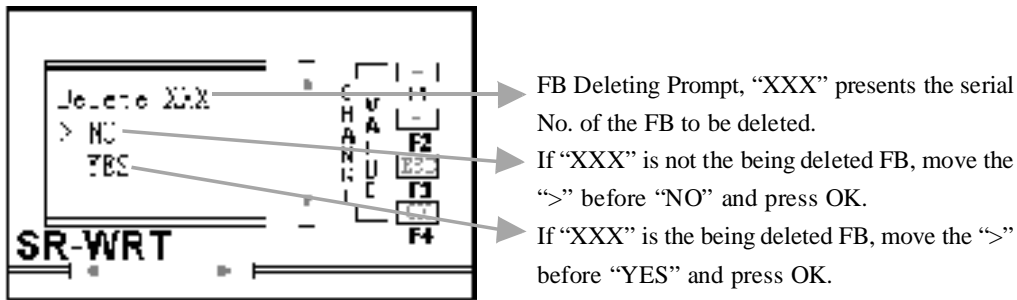 Delete XXX
> NO
YES
SR-WRT
F2
F3
F4
FB Deleting Prompt, “XXX” presents the serial
No. of the FB to be deleted.
If “XXX” is not the being deleted FB, move the
“>” before “NO” and press OK.
If “XXX” is the being deleted FB, move the “>”
before “YES” and press OK.